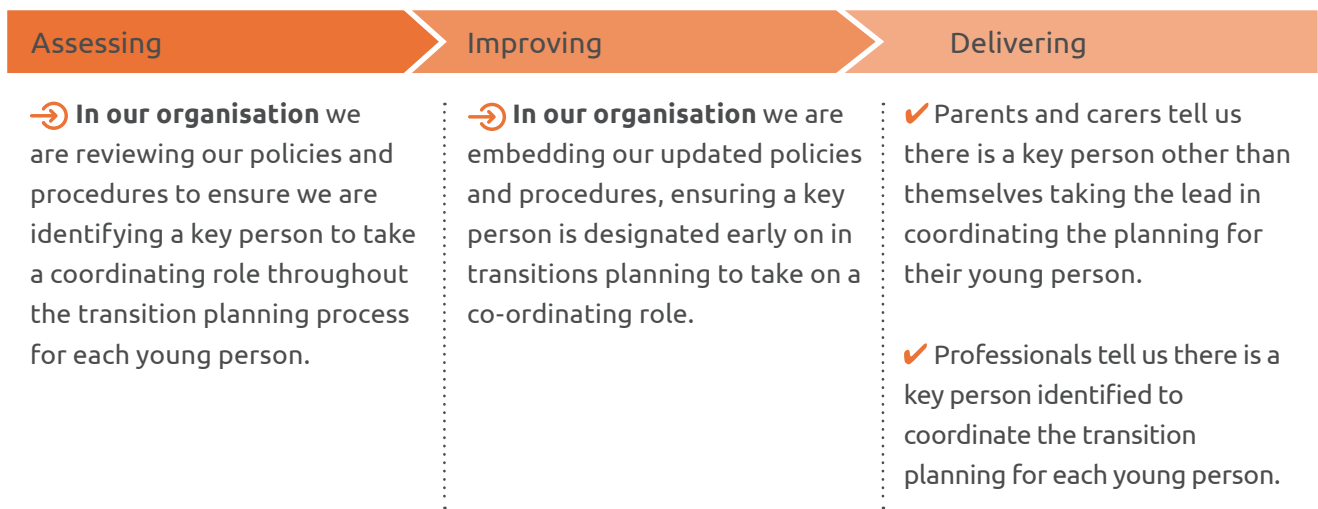 Assessing
Improving
Delivering
In our organisation we
are reviewing our policies and
procedures to ensure we are
identifying a key person to take
a coordinating role throughout
the transition planning process
for each young person.
In our organisation we are
embedding our updated policies
and procedures, ensuring a key
person is designated early on in
transitions planning to take on a
co-ordinating role.
✔ Parents and carers tell us
there is a key person other than
themselves taking the lead in
coordinating the planning for
their young person.
✔ Professionals tell us there is a
key person identified to
coordinate the transition
planning for each young person.